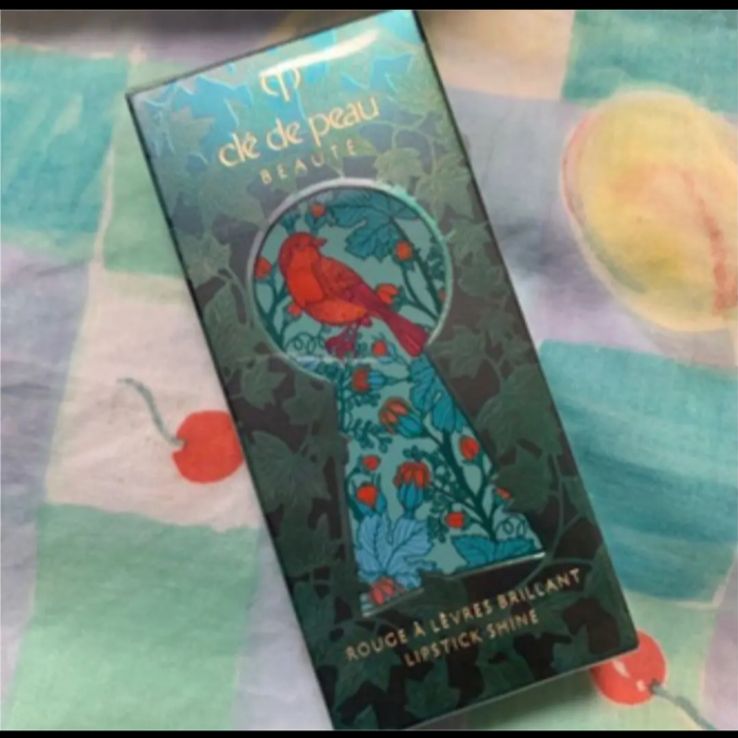 clé de peau
BEAUTÉ
ROUGE À LÈVRES BRILLANT
LIPSTICK SHINE